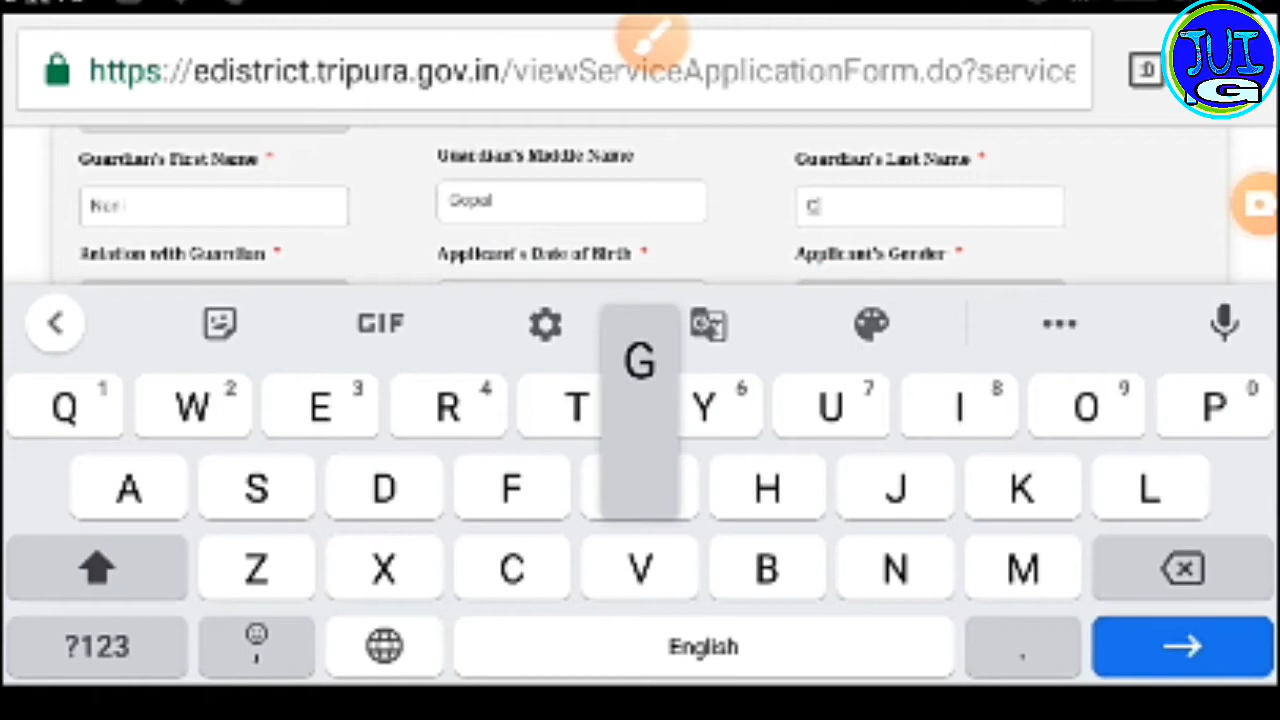 https://edistrict.tripura.gov.in/viewServiceApplicationForm.do?service
:D
JUI
G
Guardian's First Name *
Guardian's Middle Name
Guardian's Last Name *
Gopal
G
Relation with Guardian *
Applicant's Date of Birth *
Applicant's Gender *
GIF
G
Q 1 W 2 E 3 R 4 T Y 6 U 7 I 8 O 9 P 0
A S D F H J K L
Z X C V B N M
?123 , English .